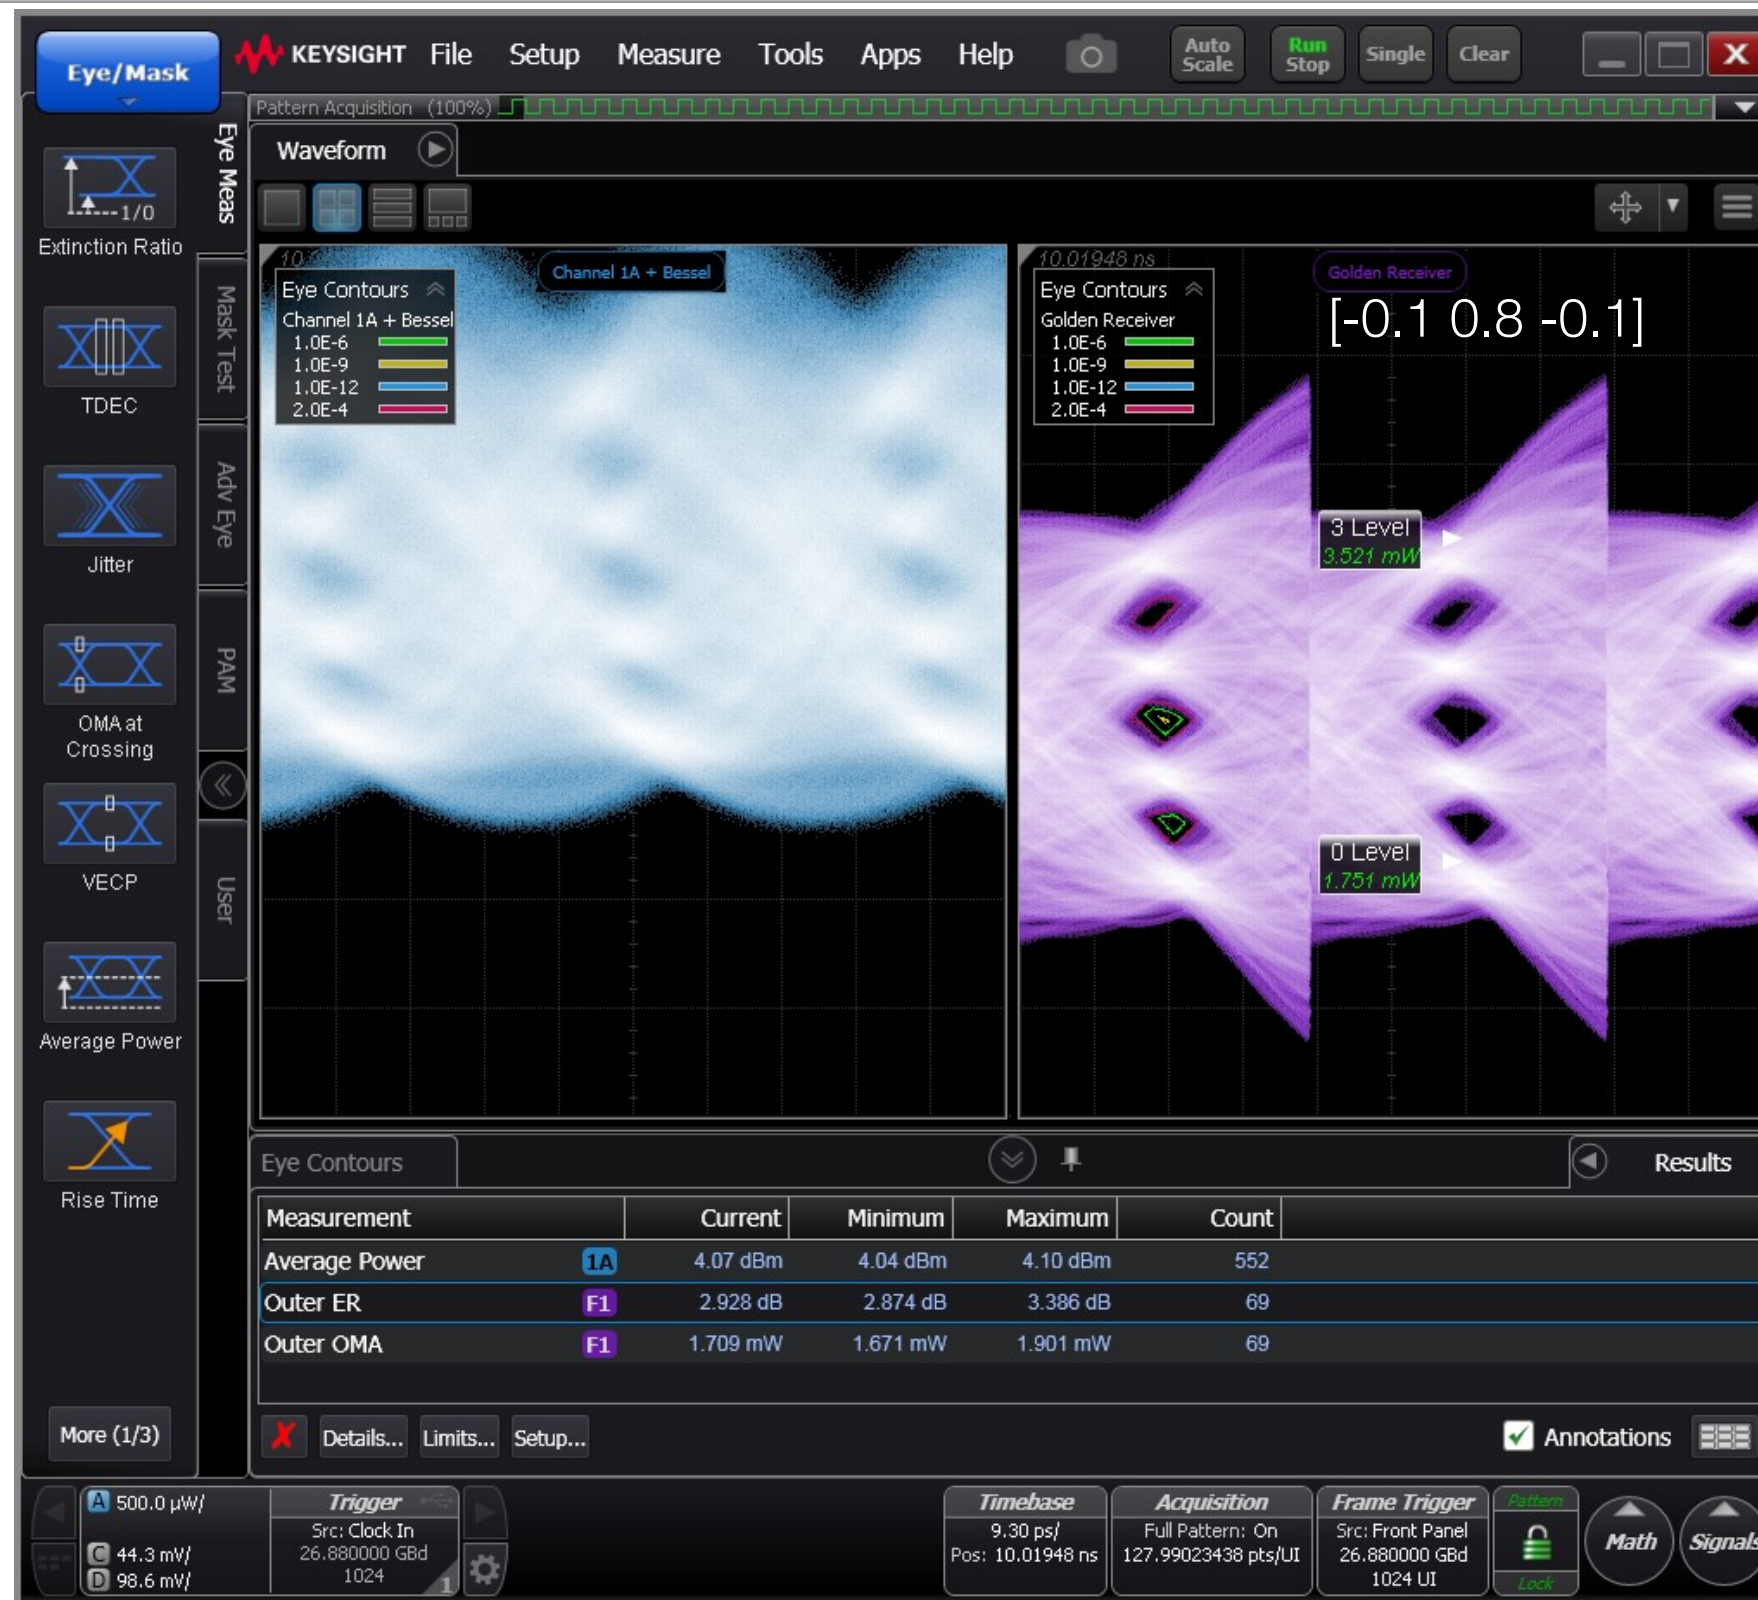 Eye/Mask
KEYSIGHT File Setup Measure Tools Apps Help
Auto Scale
Run Stop
Single
Clear
X
Pattern Acquisition (100%)
Waveform
Eye Meas
Mask Test
Adv Eye
PAM
User
1/0
Extinction Ratio
TDEC
Jitter
OMA at
Crossing
VECP
Average Power
Rise Time
More (1/3)
Eye Contours
Channel 1A + Bessel
1.0E-6
1.0E-9
1.0E-12
2.0E-4
Channel 1A + Bessel
10.01948 ns
Eye Contours
Golden Receiver
1.0E-6
1.0E-9
1.0E-12
2.0E-4
Golden Receiver
[-0.1 0.8 -0.1]
3 Level
3.521 mW
0 Level
1.751 mW
Eye Contours
Results
Measurement Current Minimum Maximum Count
Average Power 1A 4.07 dBm 4.04 dBm 4.10 dBm 552
Outer ER F1 2.928 dB 2.874 dB 3.386 dB 69
Outer OMA F1 1.709 mW 1.671 mW 1.901 mW 69
Details... Limits... Setup...
Annotations
A 500.0 µW/
C 44.3 mV/
D 98.6 mV/
Trigger
Src: Clock In
26.880000 GBd
1024
1
Timebase
9.30 ps/
Pos: 10.01948 ns
Acquisition
Full Pattern: On
127.99023438 pts/UI
Frame Trigger
Src: Front Panel
26.880000 GBd
1024 UI
Pattern
Lock
Math
Signals